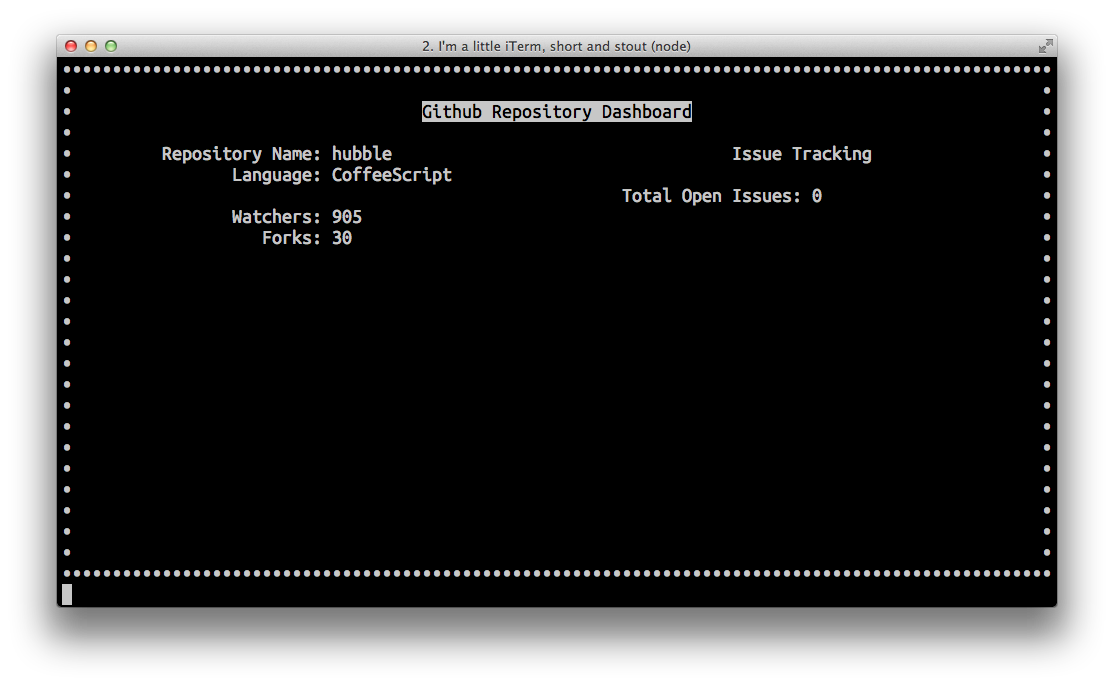 2. I'm a little iTerm, short and stout (node)
Github Repository Dashboard
Repository Name: hubble
Issue Tracking
Language: CoffeeScript
Total Open Issues: 0
Watchers: 905
Forks: 30